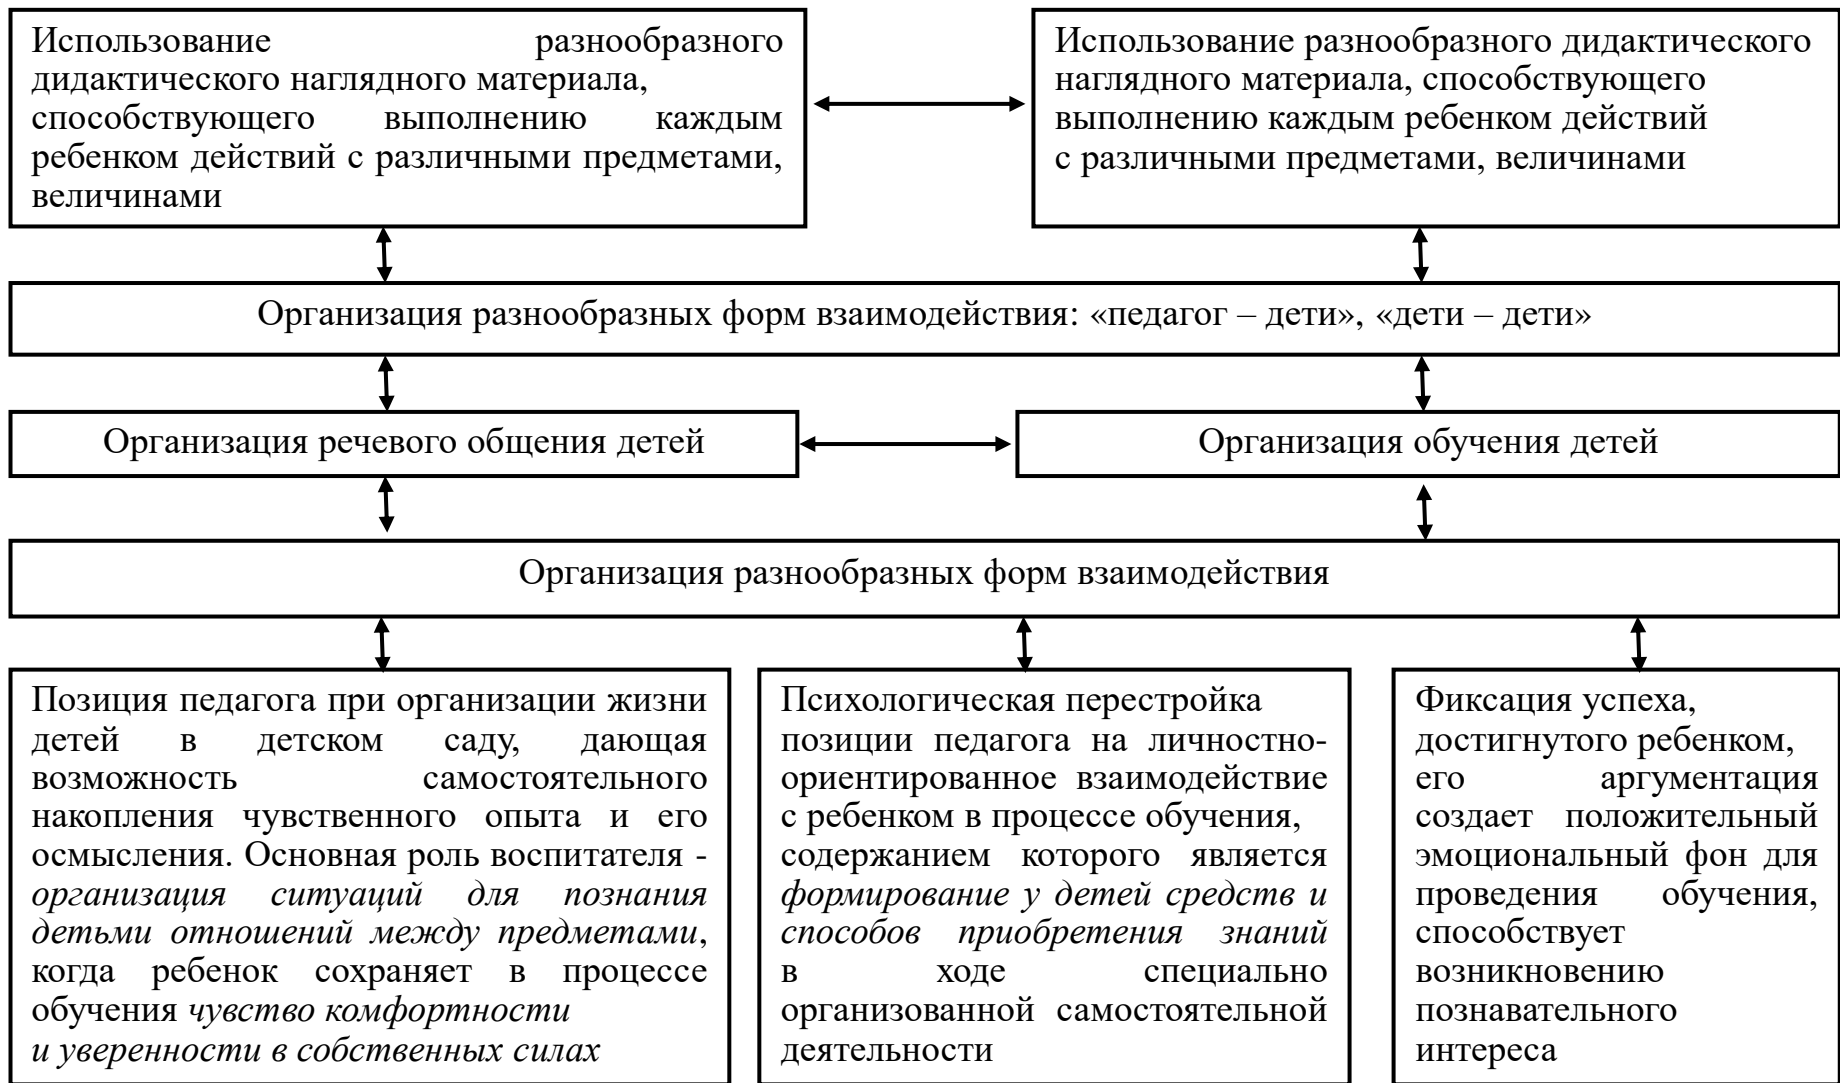 Использование разнообразного
дидактического наглядного материала,
способствующего выполнению каждым
ребенком действий с различными предметами,
величинами
Использование разнообразного дидактического
наглядного материала, способствующего
выполнению каждым ребенком действий
с различными предметами, величинами
Организация разнообразных форм взаимодействия: «педагог – дети», «дети – дети»
Организация речевого общения детей
Организация обучения детей
Организация разнообразных форм взаимодействия
Позиция педагога при организации жизни
детей в детском саду, дающая
возможность самостоятельного
накопления чувственного опыта и его
осмысления. Основная роль воспитателя -
организация ситуаций для познания
детьми отношений между предметами,
когда ребенок сохраняет в процессе
обучения чувство комфортности
и уверенности в собственных силах
Психологическая перестройка
позиции педагога на личностно-
ориентированное взаимодействие
с ребенком в процессе обучения,
содержанием которого является
формирование у детей средств и
способов приобретения знаний
в ходе специально
организованной самостоятельной
деятельности
Фиксация успеха,
достигнутого ребенком,
его аргументация
создает положительный
эмоциональный фон для
проведения обучения,
способствует
возникновению
познавательного
интереса